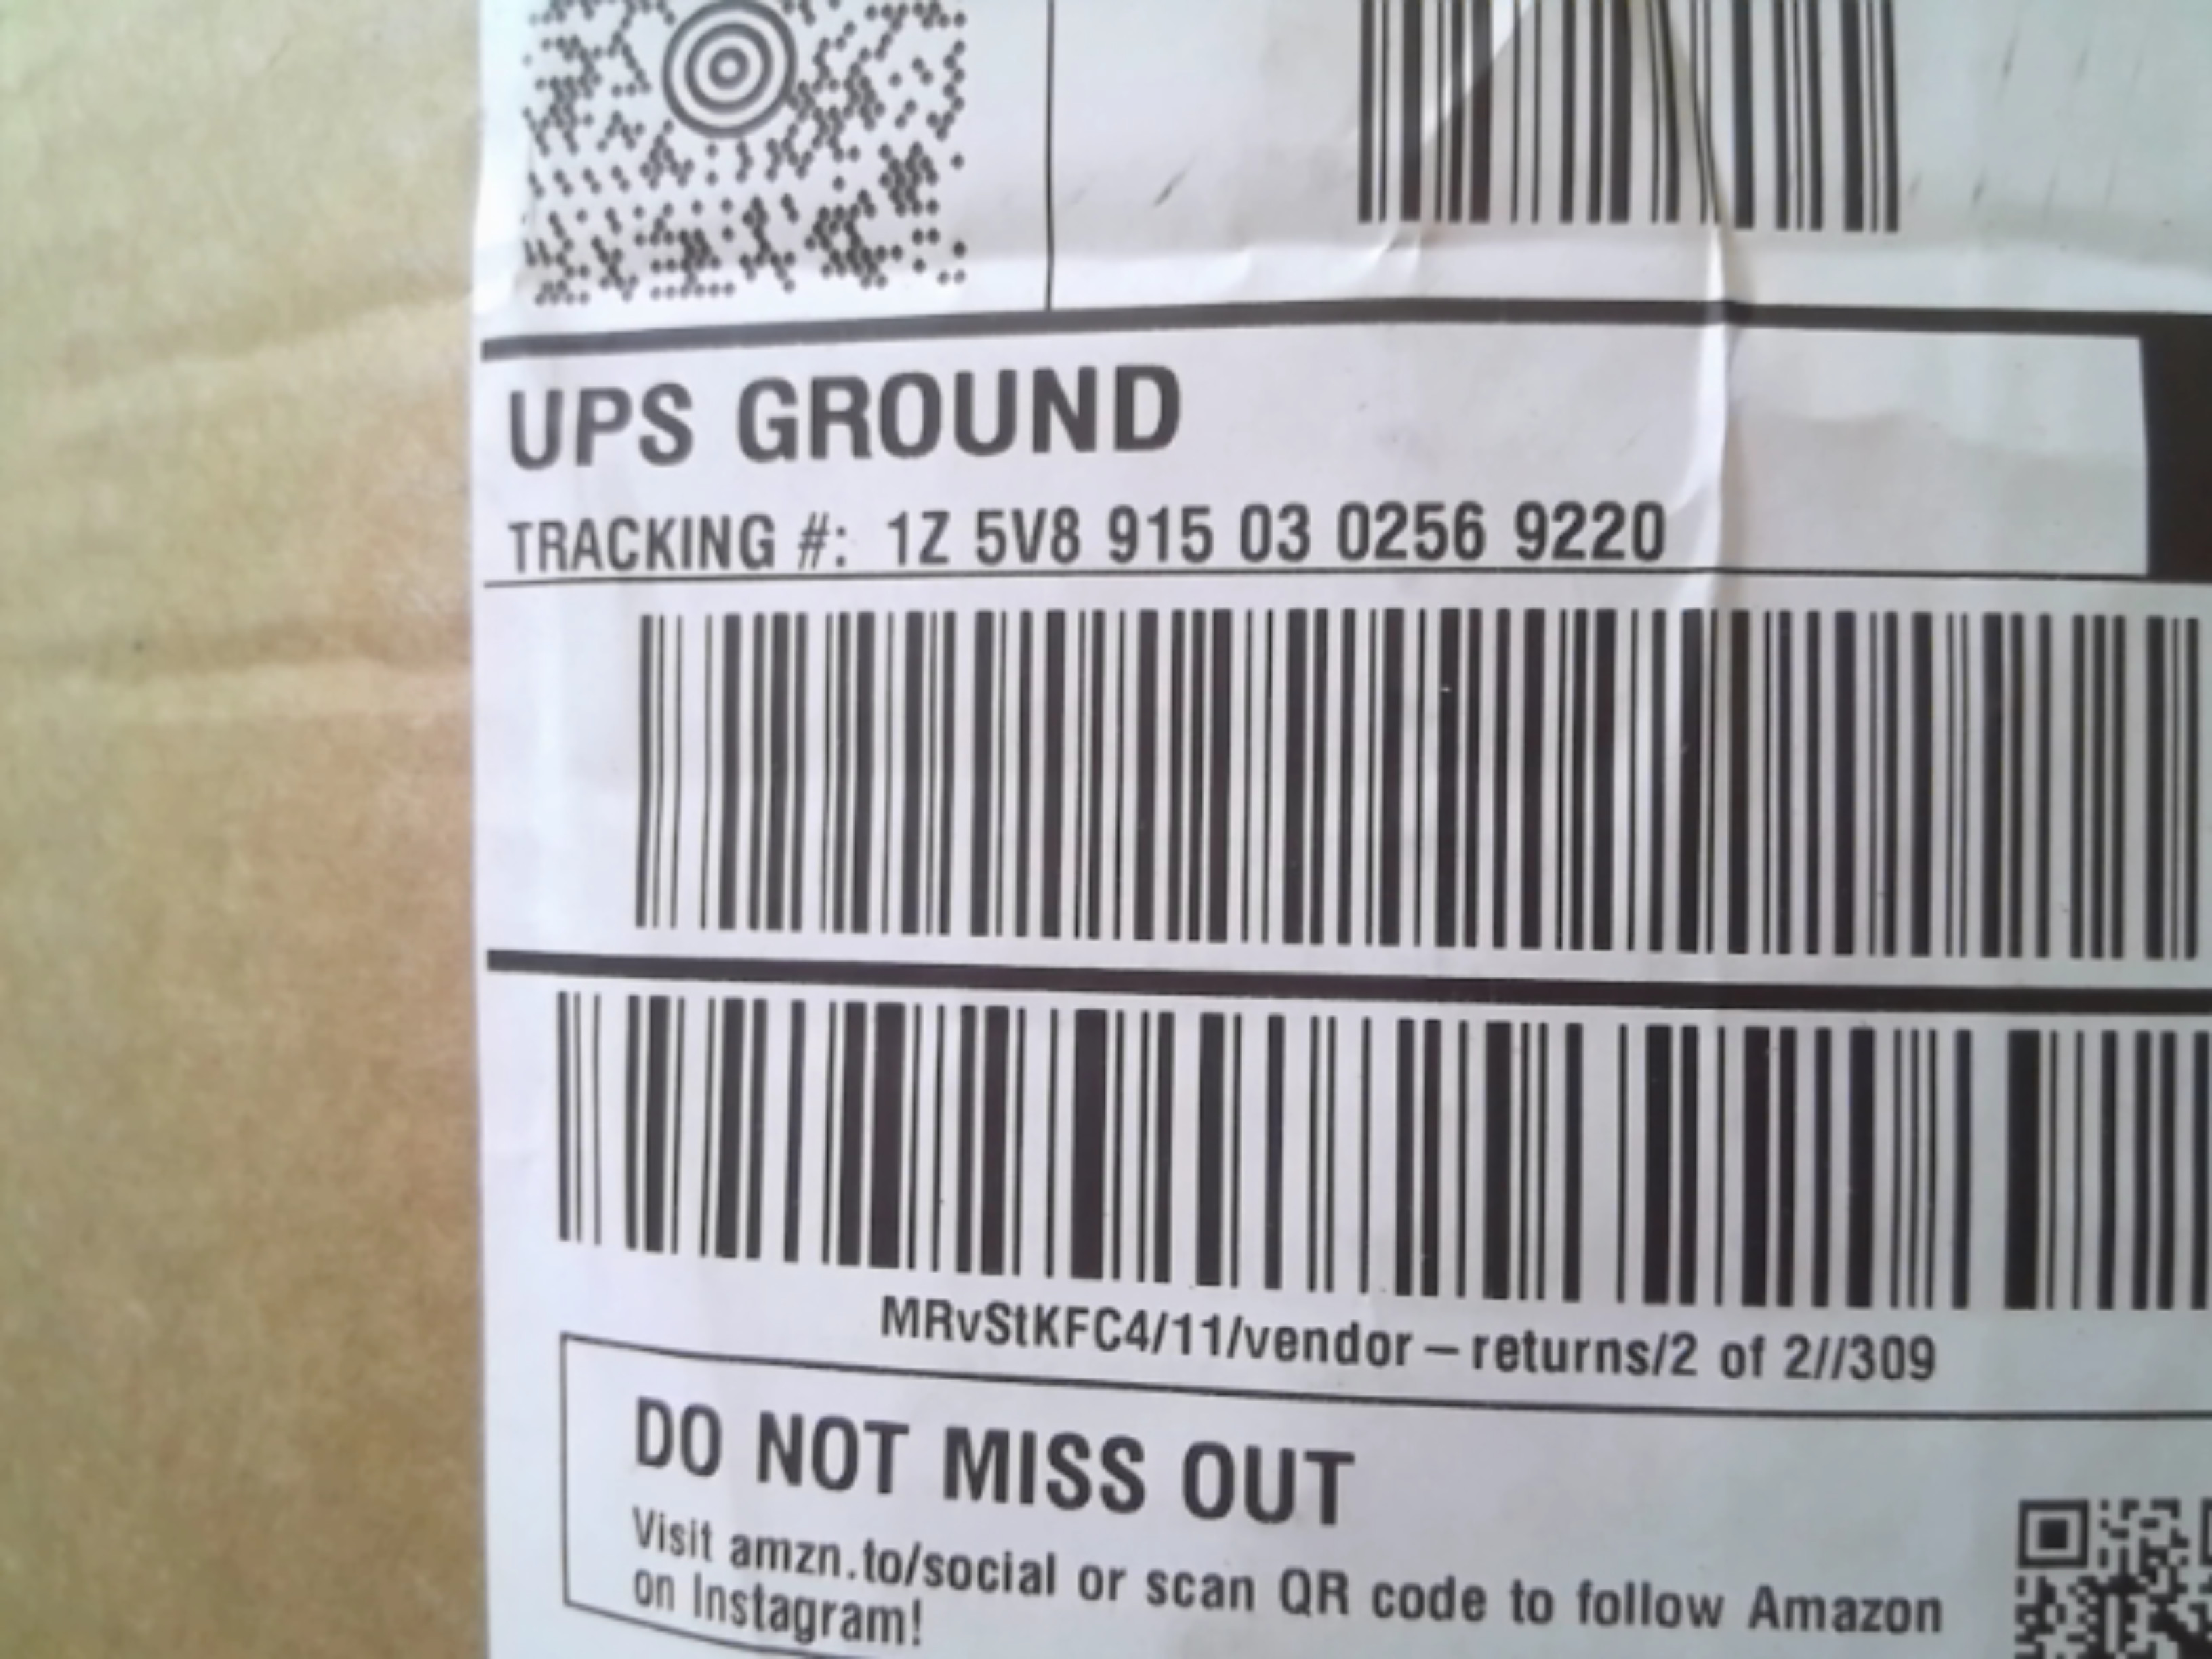 UPS GROUND
TRACKING #: 1Z 5V8 915 03 0256 9220
MRvStKFC4/11/vendor-returns/2 of 2//309
DO NOT MISS OUT
Visit amzn.to/social or scan QR code to follow Amazon
on Instagram!